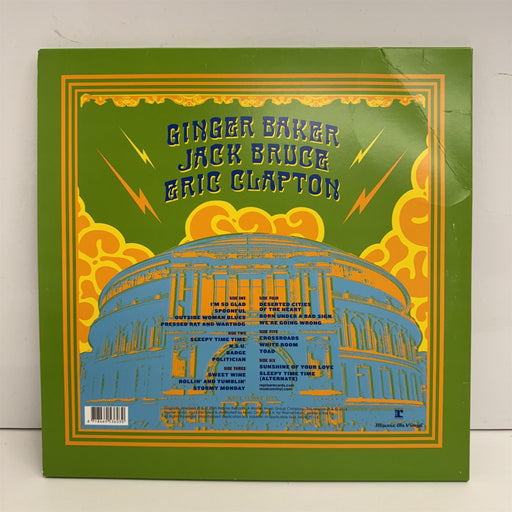 GINGER BAKER
JACK BRUCE
ERIC CLAPTON
SIDE ONE
I'M SO GLAD
SPOONFUL
OUTSIDE WOMAN BLUES
PRESSED RAT AND WARTHOG
SIDE TWO
SLEEPY TIME TIME
N.S.U.
BADGE
POLITICIAN
SIDE THREE
SWEET WINE
ROLLIN' AND TUMBLIN'
STORMY MONDAY
SIDE FOUR
DESERTED CITIES
OF THE HEART
BORN UNDER A BAD SIGN
WE'RE GOING WRONG
SIDE FIVE
CROSSROADS
WHITE ROOM
TOAD
SIDE SIX
SUNSHINE OF YOUR LOVE
SLEEPY TIME TIME
(ALTERNATE)
Music On Vinyl